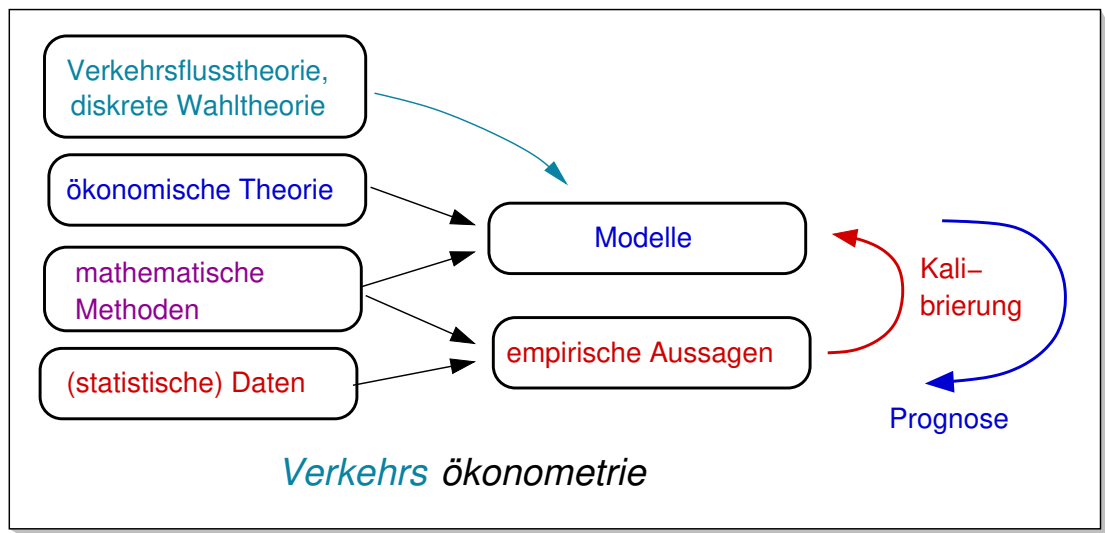 Verkehrsflusstheorie,
diskrete Wahltheorie
ökonomische Theorie
mathematische
Methoden
(statistische) Daten
Modelle
empirische Aussagen
Kali–
brierung
Prognose
Verkehrs ökonometrie